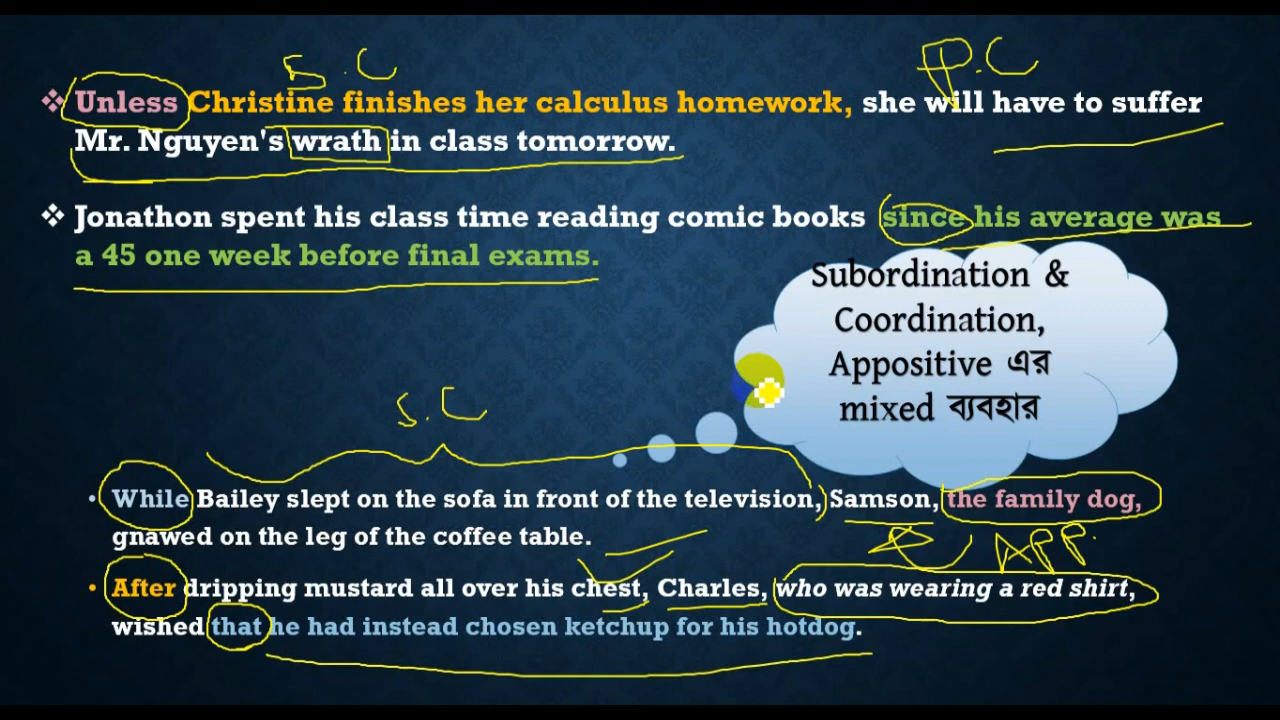 S.C
P.C
❖ Unless Christine finishes her calculus homework, she will have to suffer
Mr. Nguyen's wrath in class tomorrow.
❖ Jonathon spent his class time reading comic books since his average was
a 45 one week before final exams.
Subordination &
Coordination,
Appositive এর
mixed ব্যবহার
S.C
• While Bailey slept on the sofa in front of the television, Samson, the family dog,
gnawed on the leg of the coffee table.
APP.
• After dripping mustard all over his chest, Charles, who was wearing a red shirt,
wished that he had instead chosen ketchup for his hotdog.